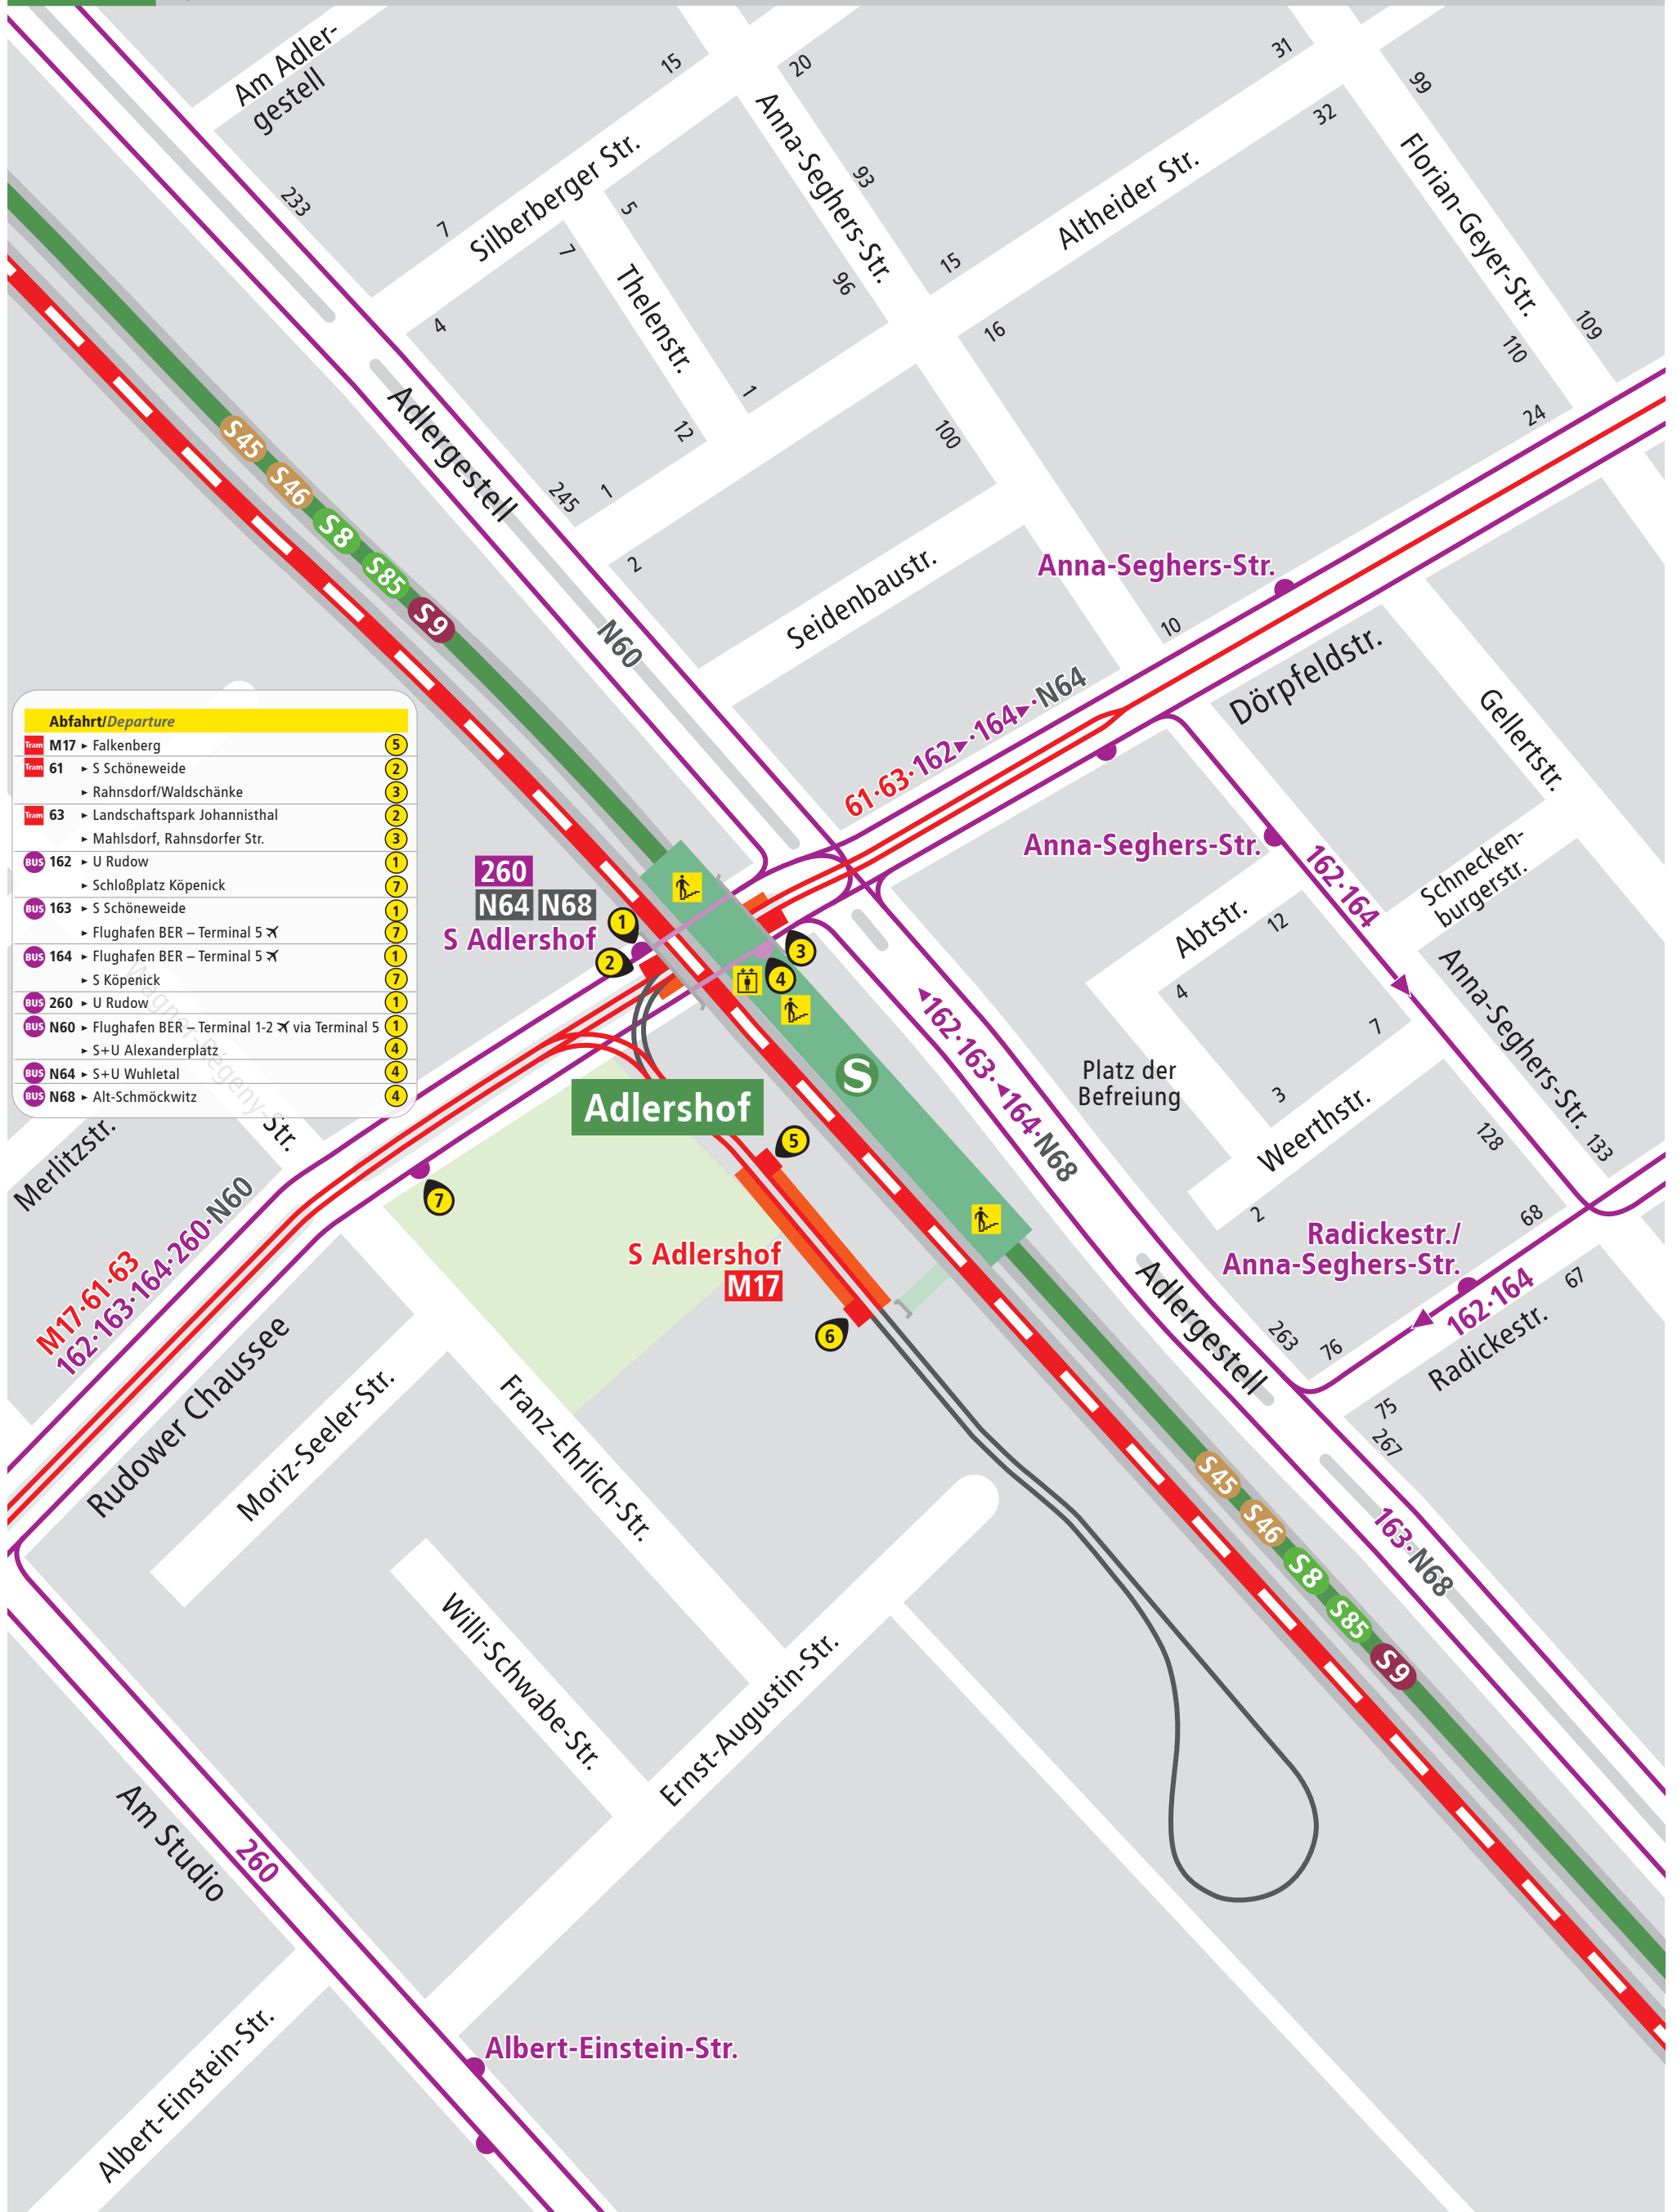 Am Adler-
gestell
15
20
31
99
32
Silberberger Str.
Anna-Seghers-Str.
93
Altheider Str.
Florian-Geyer-Str.
233
7
5
7
Thelenstr.
96
15
16
109
110
4
1
12
100
24
Adlergestell
245
1
2
S45
S46
S8
S85
S9
N60
Seidenbaustr.
Anna-Seghers-Str.
10
Dörpfeldstr.
Gellertstr.
61·63·162·164·N64
Abfahrt/Departure
Tram M17 Falkenberg 5
Tram 61 S Schöneweide 2
Rahnsdorf/Waldschänke 3
Tram 63 Landschaftspark Johannisthal 2
Mahlsdorf, Rahnsdorfer Str. 3
BUS 162 U Rudow 1
Schloßplatz Köpenick 7
BUS 163 S Schöneweide 1
Flughafen BER – Terminal 5 7
BUS 164 Flughafen BER – Terminal 5 1
S Köpenick 7
BUS 260 U Rudow 1
BUS N60 Flughafen BER – Terminal 1-2 via Terminal 5 1
S+U Alexanderplatz 4
BUS N64 S+U Wuhletal 4
BUS N68 Alt-Schmöckwitz 4
260
N64 N68
S Adlershof
1
2
3
4
Anna-Seghers-Str.
162·164
Schnecken-
burgerstr.
Abtstr.
12
4
7
3
Anna-Seghers-Str.
162·163·164·N68
Platz der
Befreiung
Weerthstr.
128
133
2
68
67
S
Adlershof
5
7
S Adlershof
M17
6
Merlitzstr.
M17·61·63
162·163·164·260·N60
Rudower Chaussee
Moriz-Seeler-Str.
Franz-Ehrlich-Str.
Radickestr./
Anna-Seghers-Str.
162·164
Radickestr.
Adlergestell
263
76
75
267
S45
S46
S8
S85
S9
163·N68
Willi-Schwabe-Str.
Ernst-Augustin-Str.
Am Studio
260
Albert-Einstein-Str.
Albert-Einstein-Str.